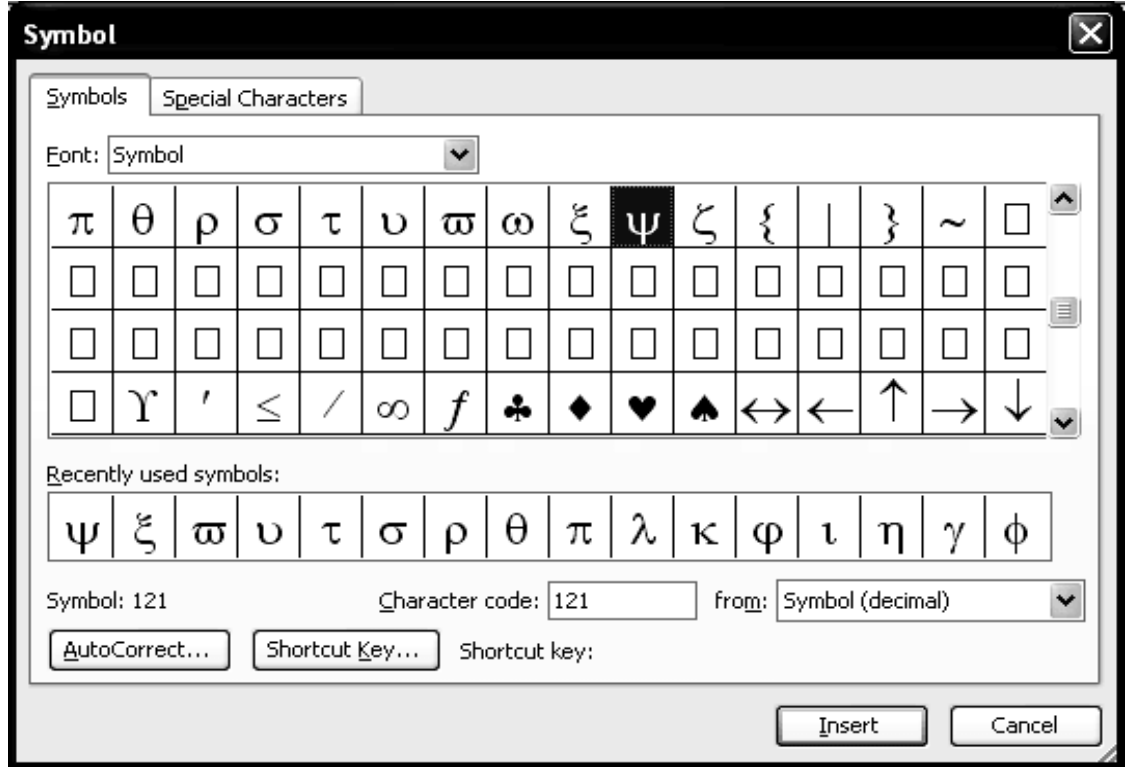 Symbol
Symbols Special Characters
Font: Symbol
π θ ρ σ τ υ ϖ ω ξ ψ ζ { | } ~ □
□ □ □ □ □ □ □ □ □ □ □ □ □ □ □ □
□ □ □ □ □ □ □ □ □ □ □ □ □ □ □ □
□ ϒ ′ ≤ ⁄ ∞ ƒ ♣ ♦ ♥ ♠ ↔ ← ↑ → ↓
Recently used symbols:
ψ ξ ϖ υ τ σ ρ θ π λ κ φ ι η γ ϕ
Symbol: 121 Character code: 121 from: Symbol (decimal)
AutoCorrect... Shortcut Key... Shortcut key:
Insert Cancel